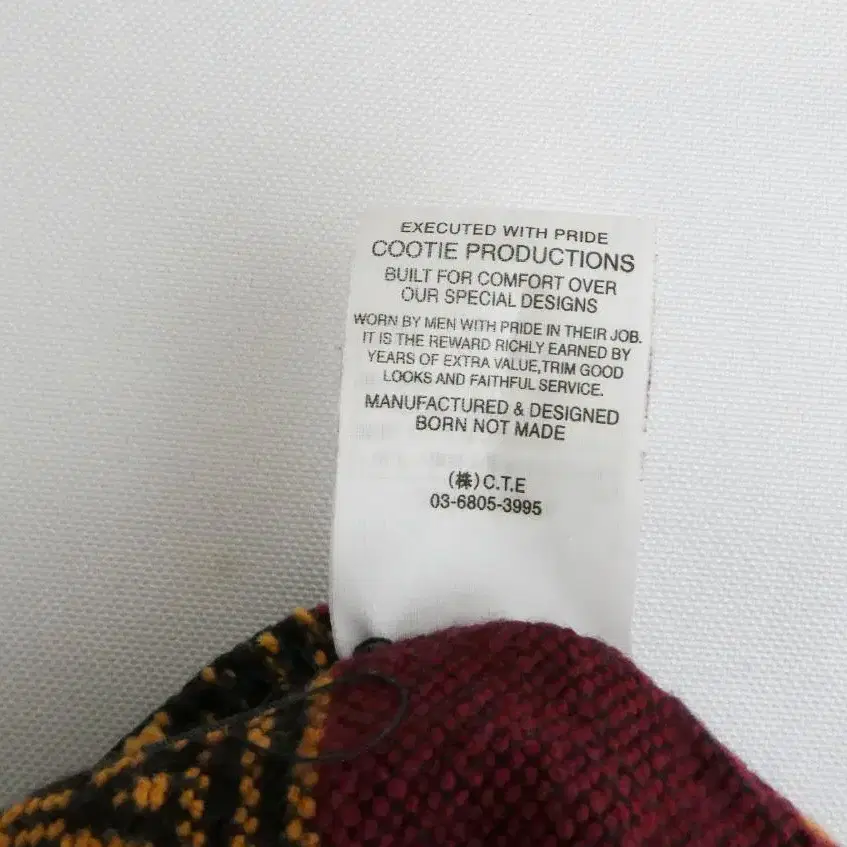 EXECUTED WITH PRIDE
COOTIE PRODUCTIONS
BUILT FOR COMFORT OVER
OUR SPECIAL DESIGNS
WORN BY MEN WITH PRIDE IN THEIR JOB.
IT IS THE REWARD RICHLY EARNED BY
YEARS OF EXTRA VALUE,TRIM GOOD
LOOKS AND FAITHFUL SERVICE.
MANUFACTURED & DESIGNED
BORN NOT MADE
(株)C.T.E
03-6805-3995